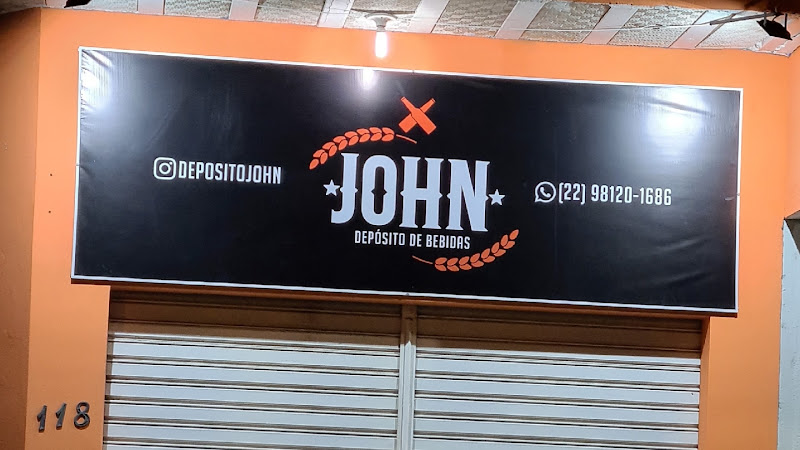 DEPOSITOJOHN
JOHN
DEPÓSITO DE BEBIDAS
(22) 98120-1686
118